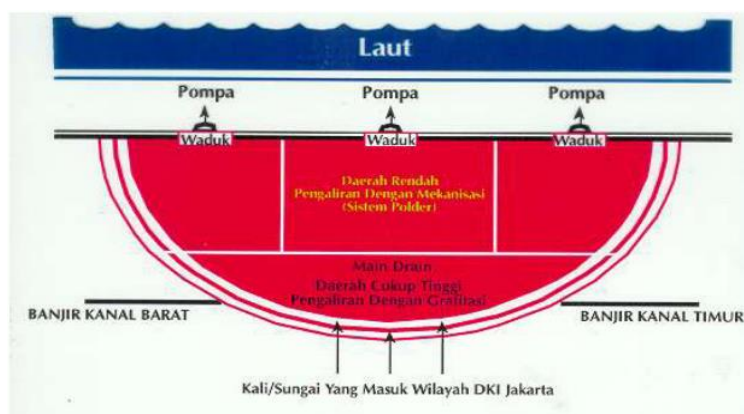 Laut
Pompa
Pompa
Pompa
Waduk
Waduk
Waduk
Daerah Rendah
Pengaliran Dengan Mekanisasi
(Sistem Polder)
Main Drain
Daerah Cukup Tinggi
Pengaliran Dengan Grafitasi
BANJIR KANAL BARAT
BANJIR KANAL TIMUR
Kali/Sungai Yang Masuk Wilayah DKI Jakarta